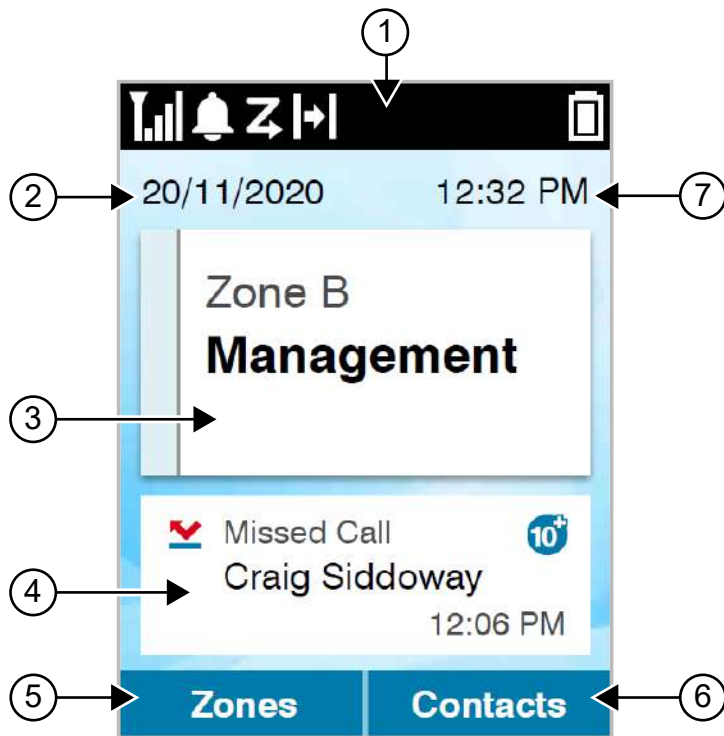 1
2
20/11/2020
12:32 PM
7
Zone B
Management
3
Missed Call
10+
Craig Siddoway
4
12:06 PM
5
Zones
Contacts
6